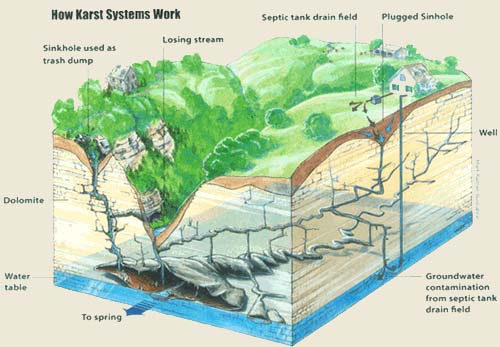 How Karst Systems Work
Septic tank drain field
Plugged Sinhole
Losing stream
Sinkhole used as
trash dump
Well
Dolomite
Water
table
Groundwater
contamination
from septic tank
drain field
To spring